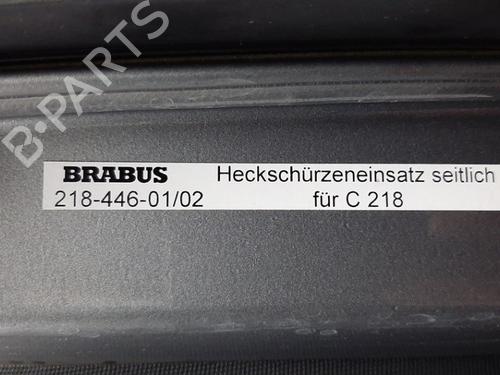 B-PARTS
BRABUS Heckschürzeneinsatz seitlich
218-446-01/02 für C 218